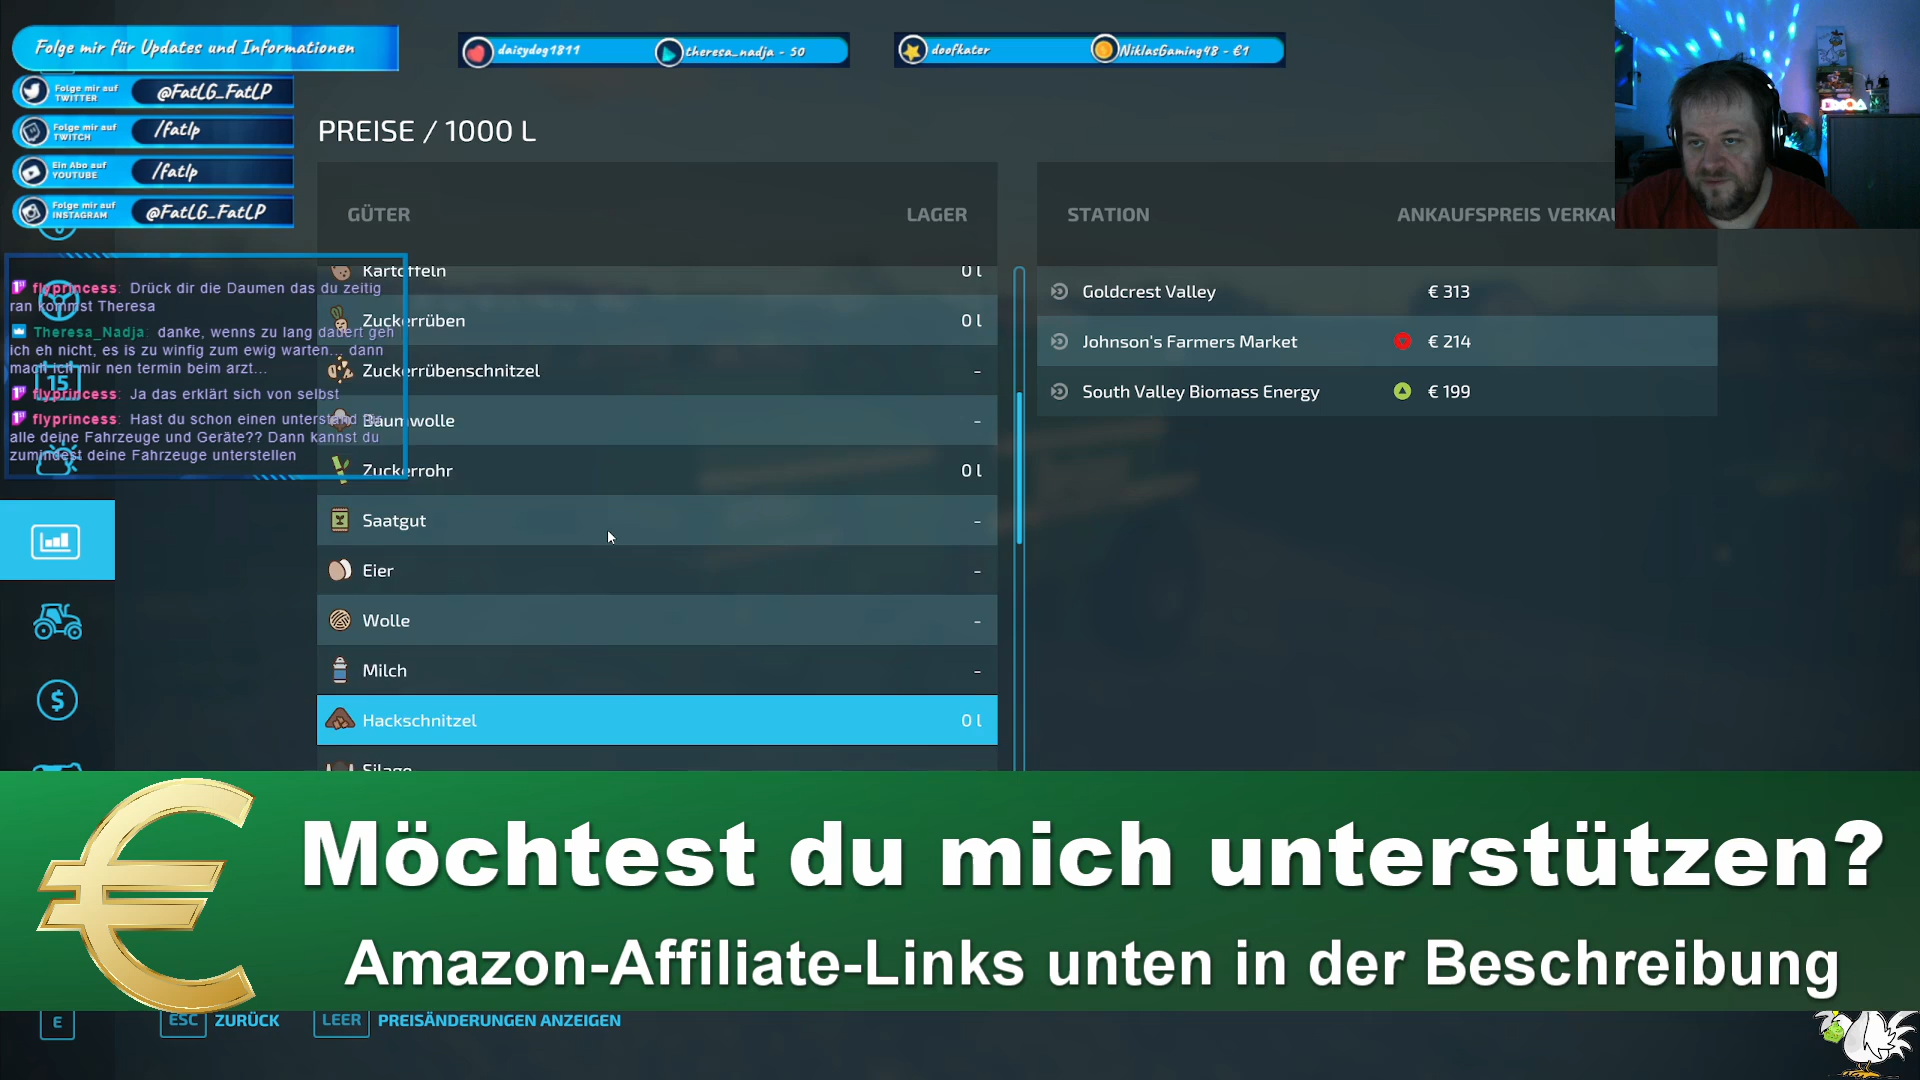 Folge mir für Updates und Informationen
daisydog1811
theresa_nadja - 50
doofkater
NiklasGaming48 - €1
Folge mir auf
TWITTER
@FatLG_FatLP
Folge mir auf
TWITCH
/fatlp
Ein Abo auf
YOUTUBE
/fatlp
Folge mir auf
INSTAGRAM
@FatLG_FatLP
PREISE / 1000 L
GÜTER
LAGER
STATION
ANKAUFSPREIS
Kartoffeln
0 l
Zuckerrüben
0 l
Zuckerrübenschnitzel
-
Baumwolle
-
Zuckerrohr
0 l
Saatgut
-
Eier
-
Wolle
-
Milch
-
Hackschnitzel
0 l
Silage
Goldcrest Valley
€ 313
Johnson's Farmers Market
€ 214
South Valley Biomass Energy
€ 199
flyprincess: Drück dir die Daumen das du zeitig
ran kommst Theresa
Theresa_Nadja: danke, wenns zu lang dauert geh
ich eh nicht, es is zu winfig zum ewig warten... dann
mach ich mir nen termin beim arzt...
flyprincess: Ja das erklärt sich von selbst
flyprincess: Hast du schon einen unterstand für
alle deine Fahrzeuge und Geräte?? Dann kannst du
zumindest deine Fahrzeuge unterstellen
15
$
€
Möchtest du mich unterstützen?
Amazon-Affiliate-Links unten in der Beschreibung
E
ESC
ZURÜCK
LEER
PREISÄNDERUNGEN ANZEIGEN